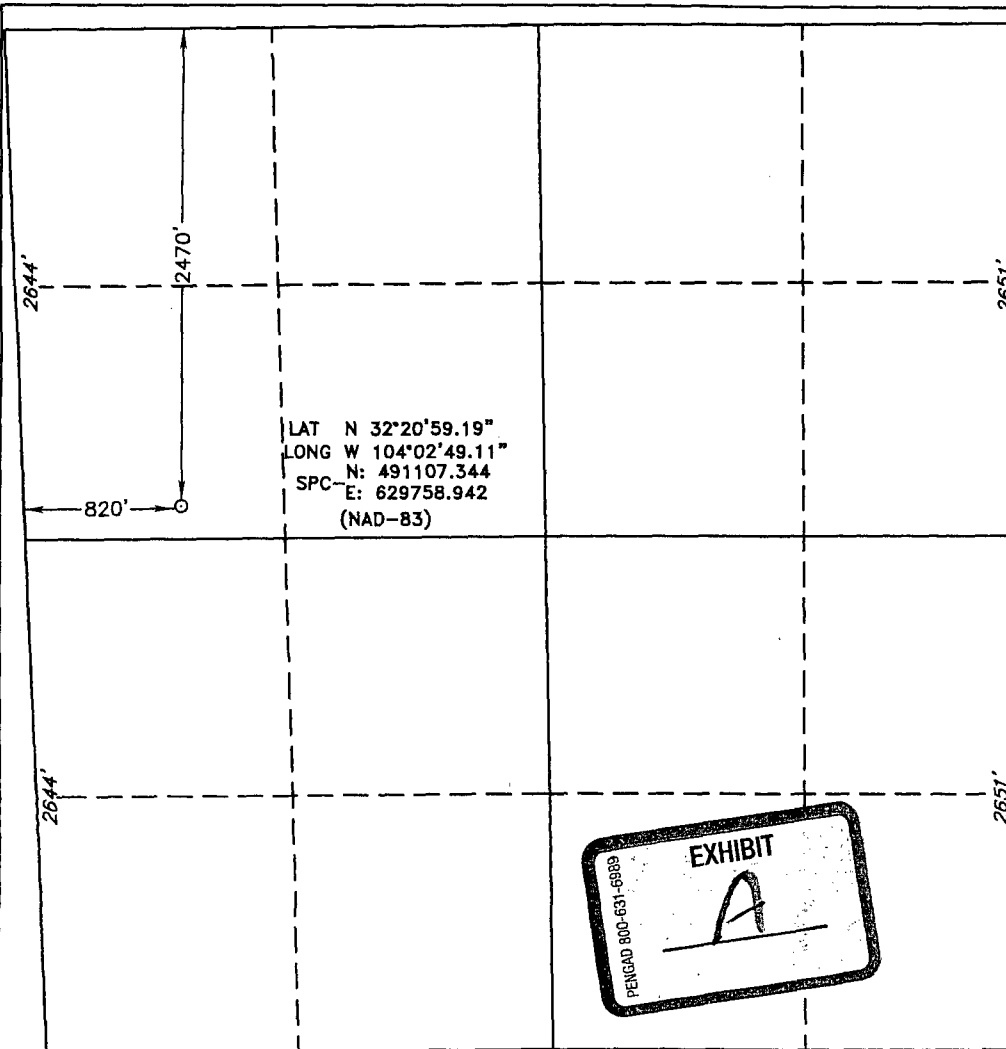 2470'
2644'
2651'
LAT N 32°20'59.19"
LONG W 104°02'49.11"
SPC- N: 491107.344
E: 629758.942
(NAD-83)
820'
2644'
2651'
PENGAD 800-631-6989
EXHIBIT
A